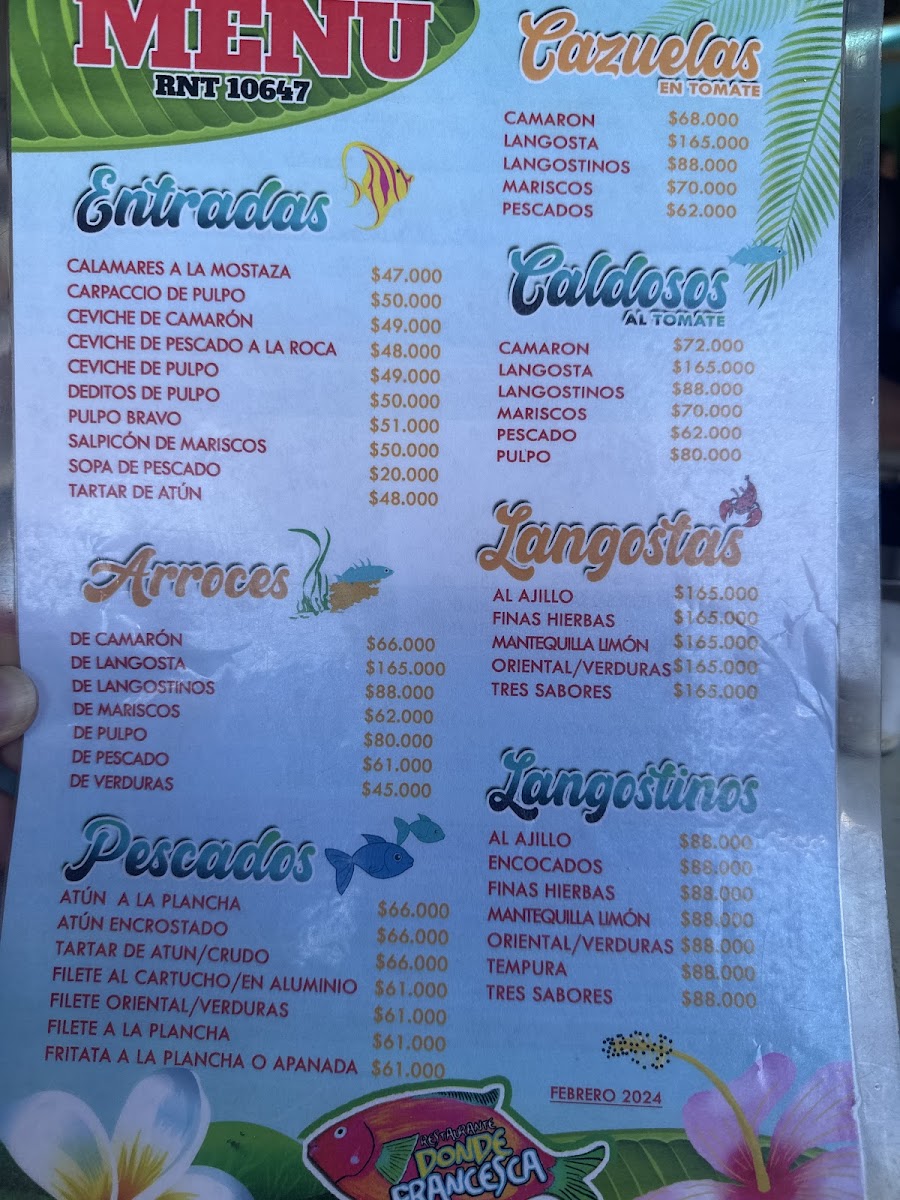 MENU
RNT 10647
Entradas
CALAMARES A LA MOSTAZA $47.000
CARPACCIO DE PULPO $50.000
CEVICHE DE CAMARÓN $49.000
CEVICHE DE PESCADO A LA ROCA $48.000
CEVICHE DE PULPO $49.000
DEDITOS DE PULPO $50.000
PULPO BRAVO $51.000
SALPICÓN DE MARISCOS $50.000
SOPA DE PESCADO $20.000
TARTAR DE ATÚN $48.000
Arroces
DE CAMARÓN $66.000
DE LANGOSTA $165.000
DE LANGOSTINOS $88.000
DE MARISCOS $62.000
DE PULPO $80.000
DE PESCADO $61.000
DE VERDURAS $45.000
Pescados
ATÚN A LA PLANCHA $66.000
ATÚN ENCROSTADO $66.000
TARTAR DE ATUN/CRUDO $66.000
FILETE AL CARTUCHO/EN ALUMINIO $61.000
FILETE ORIENTAL/VERDURAS $61.000
FILETE A LA PLANCHA $61.000
FRITATA A LA PLANCHA O APANADA $61.000
Cazuelas
EN TOMATE
CAMARON $68.000
LANGOSTA $165.000
LANGOSTINOS $88.000
MARISCOS $70.000
PESCADOS $62.000
Caldosos
AL TOMATE
CAMARON $72.000
LANGOSTA $165.000
LANGOSTINOS $88.000
MARISCOS $70.000
PESCADO $62.000
PULPO $80.000
Langostas
AL AJILLO $165.000
FINAS HIERBAS $165.000
MANTEQUILLA LIMÓN $165.000
ORIENTAL/VERDURAS $165.000
TRES SABORES $165.000
Langostinos
AL AJILLO $88.000
ENCOCADOS $88.000
FINAS HIERBAS $88.000
MANTEQUILLA LIMÓN $88.000
ORIENTAL/VERDURAS $88.000
TEMPURA $88.000
TRES SABORES $88.000
FEBRERO 2024
RESTAURANTE
DONDE
FRANCESCA